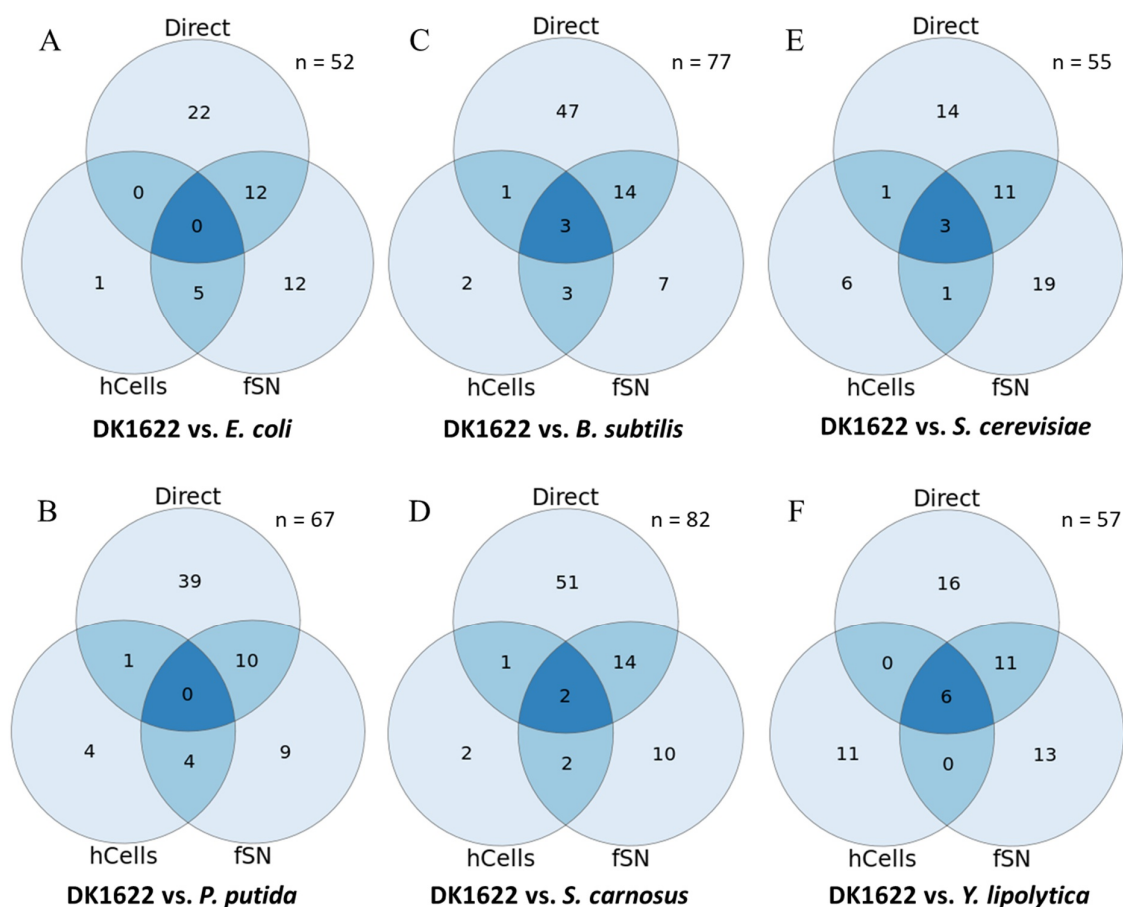 A
Direct
n = 52
22
0
12
0
1
5
12
hCells
fSN
DK1622 vs. E. coli
C
Direct
n = 77
47
1
14
3
2
3
7
hCells
fSN
DK1622 vs. B. subtilis
E
Direct
n = 55
14
1
11
3
6
1
19
hCells
fSN
DK1622 vs. S. cerevisiae
B
Direct
n = 67
39
1
10
0
4
4
9
hCells
fSN
DK1622 vs. P. putida
D
Direct
n = 82
51
1
14
2
2
2
10
hCells
fSN
DK1622 vs. S. carnosus
F
Direct
n = 57
16
0
11
6
11
0
13
hCells
fSN
DK1622 vs. Y. lipolytica